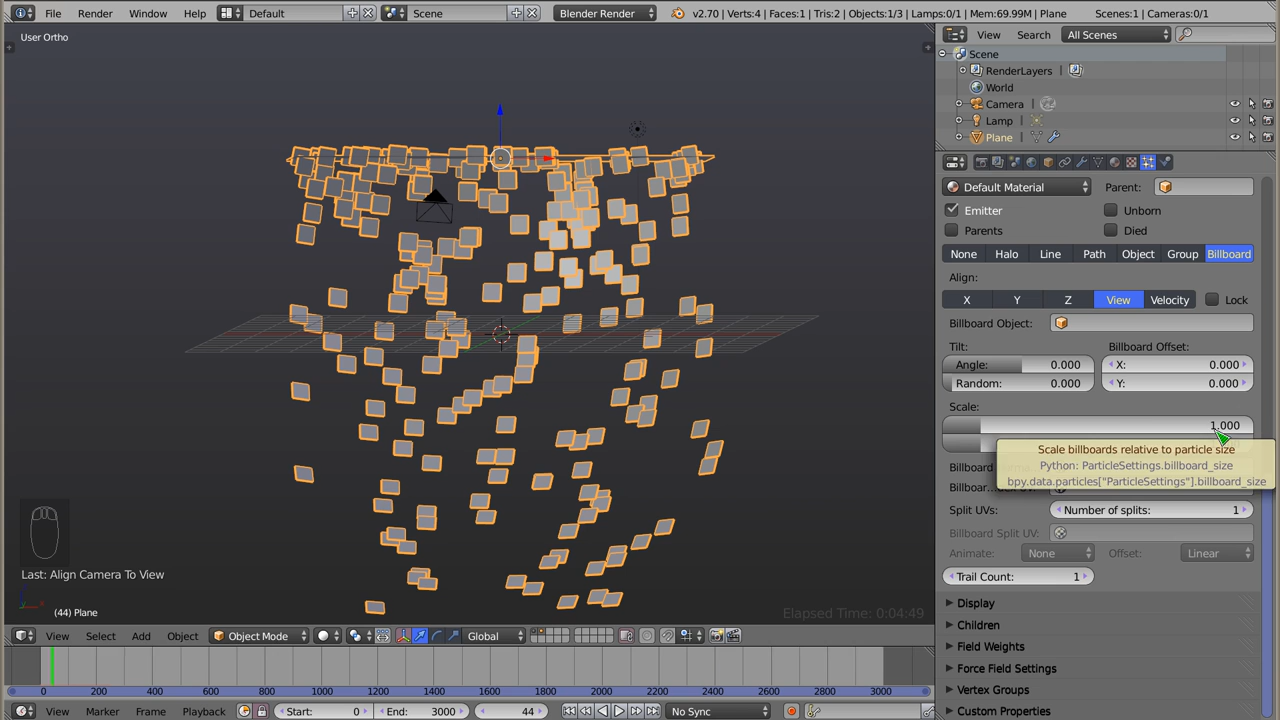 File Render Window Help Default Scene Blender Render v2.70 | Verts:4 | Faces:1 | Tris:2 | Objects:1/3 | Lamps:0/1 | Mem:69.99M | Plane Scenes:1 | Cameras:0/1
User Ortho
View Search All Scenes
Scene
RenderLayers
World
Camera
Lamp
Plane
Default Material Parent:
Emitter Unborn
Parents Died
None Halo Line Path Object Group Billboard
Align:
X Y Z View Velocity Lock
Billboard Object:
Tilt: Billboard Offset:
Angle: 0.000 X: 0.000
Random: 0.000 Y: 0.000
Scale:
1.000
Scale billboards relative to particle size
Python: ParticleSettings.billboard_size
bpy.data.particles["ParticleSettings"].billboard_size
Billboard
Billboar
Split UVs: Number of splits: 1
Billboard Split UV:
Animate: None Offset: Linear
Trail Count: 1
Display
Children
Field Weights
Force Field Settings
Vertex Groups
Custom Properties
Last: Align Camera To View
(44) Plane
Elapsed Time: 0:04:49
View Select Add Object Object Mode Global
0 200 400 600 800 1000 1200 1400 1600 1800 2000 2200 2400 2600 2800 3000
View Marker Frame Playback Start: 0 End: 3000 44 No Sync